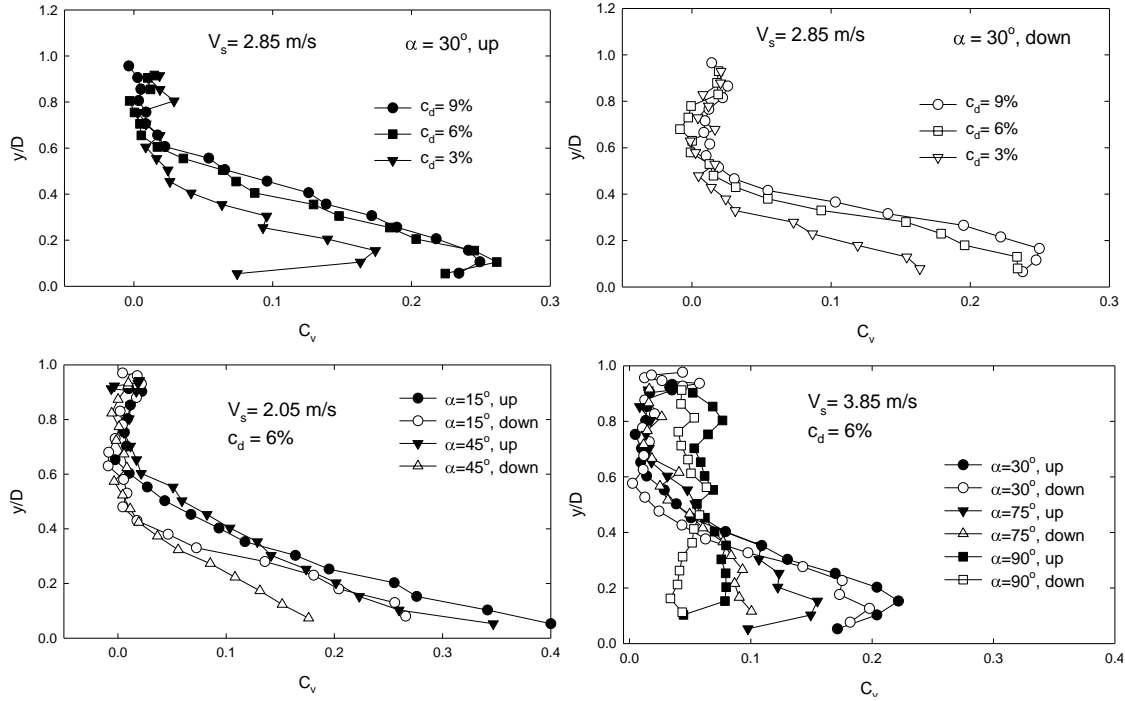 V_s= 2.85 m/s
α = 30°, up
c_d= 9%
c_d= 6%
c_d= 3%
y/D
1.2
1.0
0.8
0.6
0.4
0.2
0.0
0.0 0.1 0.2 0.3
C_v
V_s= 2.85 m/s
α = 30°, down
c_d= 9%
c_d= 6%
c_d= 3%
y/D
1.2
1.0
0.8
0.6
0.4
0.2
0.0
0.0 0.1 0.2 0.3
C_v
V_s = 2.05 m/s
c_d = 6%
α=15°, up
α=15°, down
α=45°, up
α=45°, down
y/D
1.0
0.8
0.6
0.4
0.2
0.0
0.0 0.1 0.2 0.3 0.4
C_v
V_s = 3.85 m/s
c_d = 6%
α=30°, up
α=30°, down
α=75°, up
α=75°, down
α=90°, up
α=90°, down
y/D
1.0
0.8
0.6
0.4
0.2
0.0
0.0 0.1 0.2 0.3 0.4
C_v